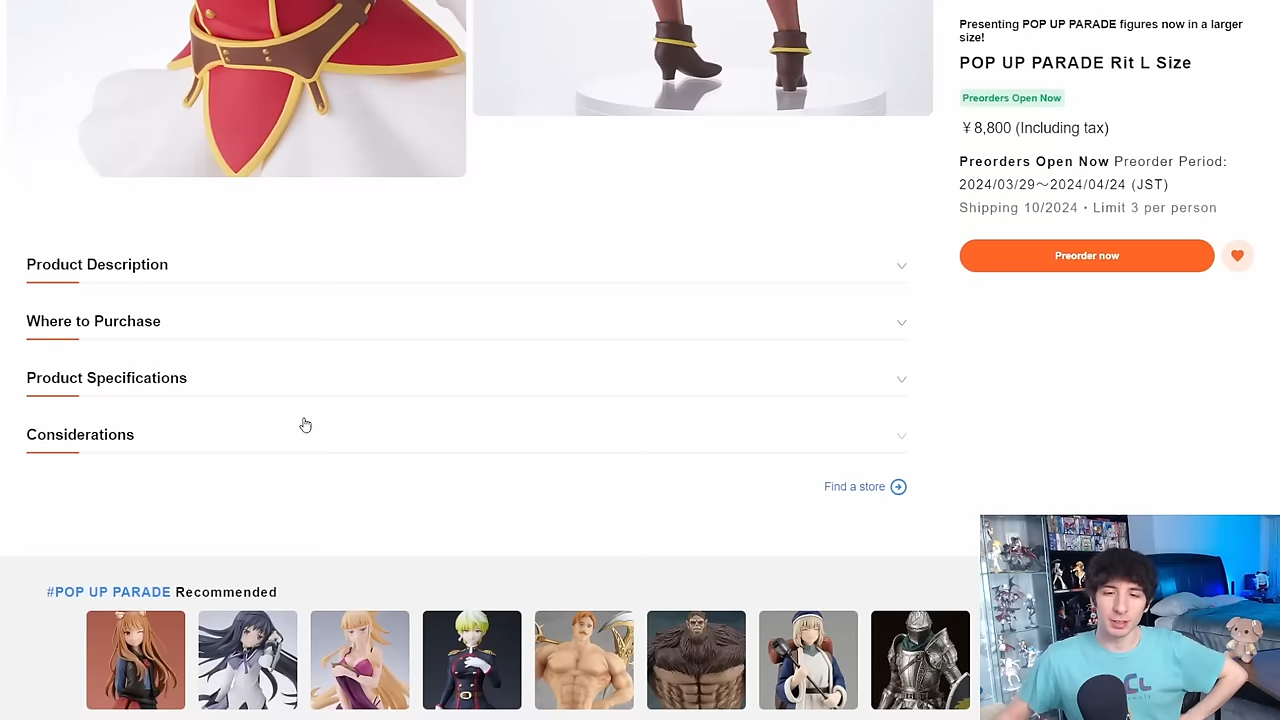 Presenting POP UP PARADE figures now in a larger
size!
POP UP PARADE Rit L Size
Preorders Open Now
¥8,800 (Including tax)
Preorders Open Now Preorder Period:
2024/03/29～2024/04/24 (JST)
Shipping 10/2024・Limit 3 per person
Preorder now
Product Description
Where to Purchase
Product Specifications
Considerations
Find a store
#POP UP PARADE Recommended